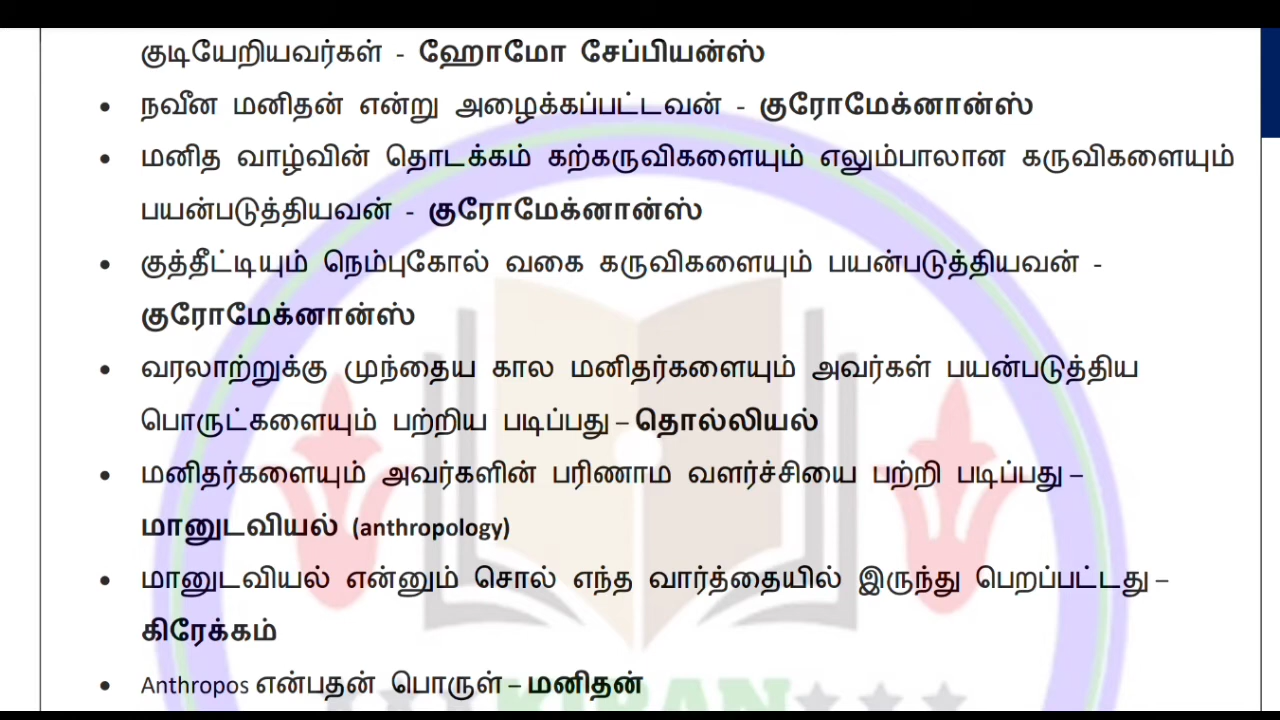 குடியேறியவர்கள் - ஹோமோ சேப்பியன்ஸ்
• நவீன மனிதன் என்று அழைக்கப்பட்டவன் - குரோமேக்னான்ஸ்
• மனித வாழ்வின் தொடக்கம் கற்கருவிகளையும் எலும்பாலான கருவிகளையும்
பயன்படுத்தியவன் - குரோமேக்னான்ஸ்
• குத்தீட்டியும் நெம்புகோல் வகை கருவிகளையும் பயன்படுத்தியவன் -
குரோமேக்னான்ஸ்
• வரலாற்றுக்கு முந்தைய கால மனிதர்களையும் அவர்கள் பயன்படுத்திய
பொருட்களையும் பற்றிய படிப்பது – தொல்லியல்
• மனிதர்களையும் அவர்களின் பரிணாம வளர்ச்சியை பற்றி படிப்பது –
மானுடவியல் (anthropology)
• மானுடவியல் என்னும் சொல் எந்த வார்த்தையில் இருந்து பெறப்பட்டது –
கிரேக்கம்
• Anthropos என்பதன் பொருள் – மனிதன்